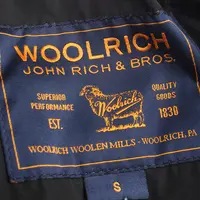 WOOLRICH
JOHN RICH & BROS.
SUPERIOR
PERFORMANCE
QUALITY
GOODS
Woolrich
EST.
1830
WOOLRICH WOOLEN MILLS · WOOLRICH, PA
S